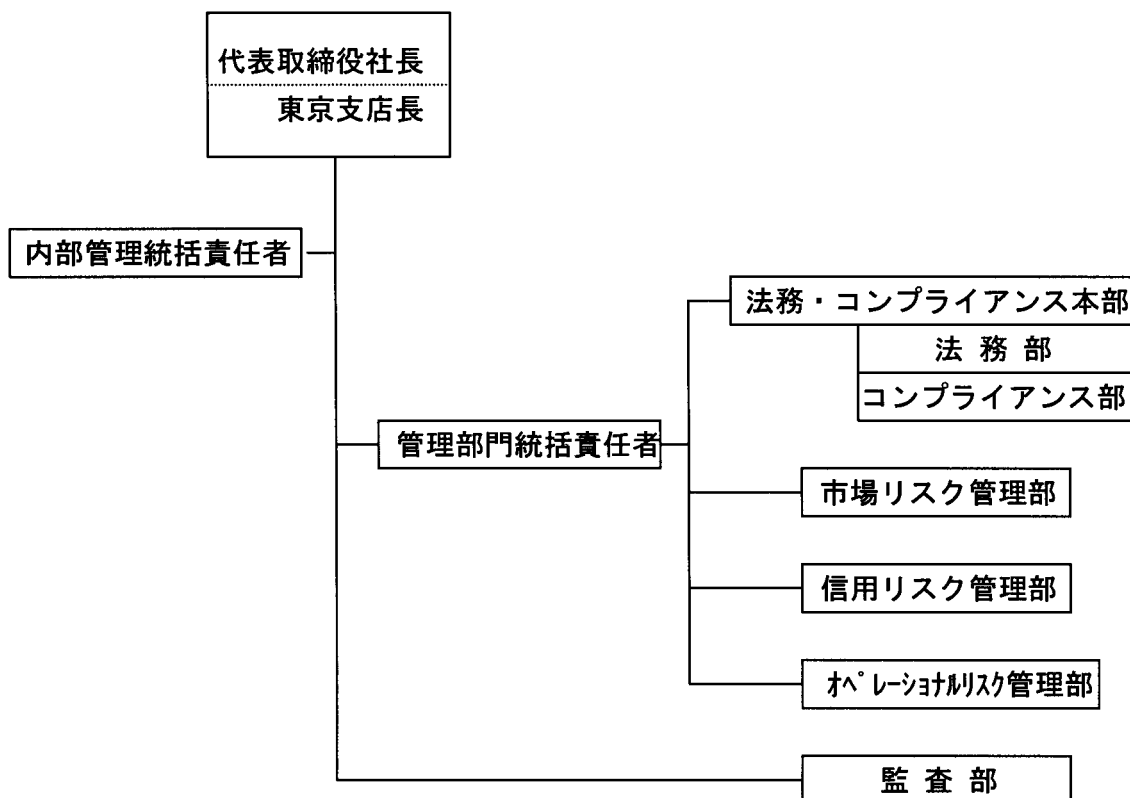 代表取締役社長
東京支店長
内部管理統括責任者
法務・コンプライアンス本部
法 務 部
コンプライアンス部
管理部門統括責任者
市場リスク管理部
信用リスク管理部
ｵﾍﾟﾚｰｼｮﾅﾙﾘｽｸ管理部
監 査 部